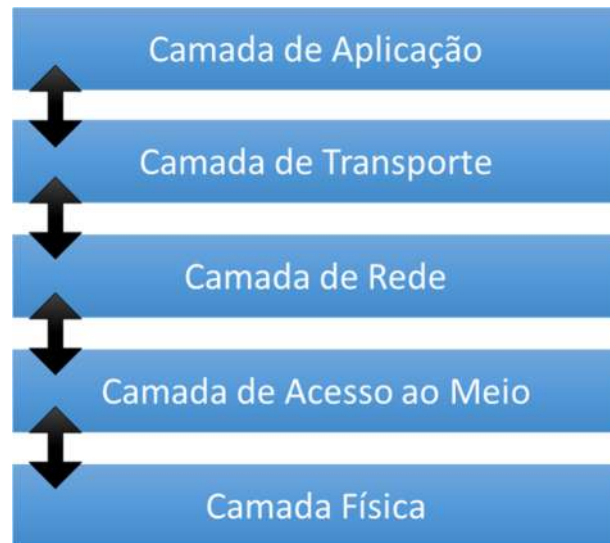 Camada de Aplicação
Camada de Transporte
Camada de Rede
Camada de Acesso ao Meio
Camada Física